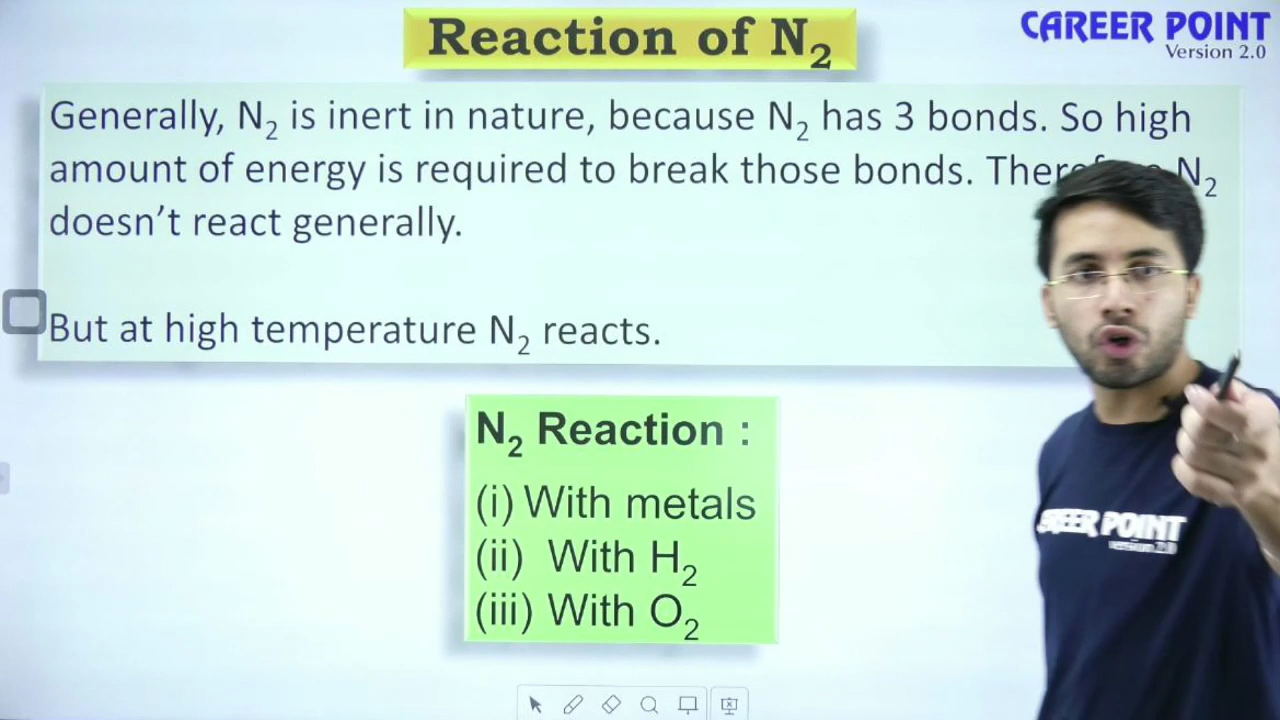 Reaction of N₂
CAREER POINT
Version 2.0
Generally, N₂ is inert in nature, because N₂ has 3 bonds. So high
amount of energy is required to break those bonds. N₂
doesn’t react generally.
But at high temperature N₂ reacts.
N₂ Reaction :
(i) With metals
(ii) With H₂
(iii) With O₂
POINT